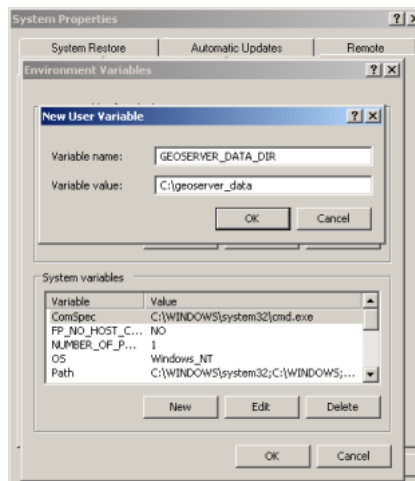 System Properties
System Restore Automatic Updates Remote
Environment Variables
New User Variable
Variable name: GEOSERVER_DATA_DIR
Variable value: C:\geoserver_data
OK Cancel
System variables
Variable Value
ComSpec C:\WINDOWS\system32\cmd.exe
FP_NO_HOST_C... NO
NUMBER_OF_P... 1
OS Windows_NT
Path C:\WINDOWS\system32;C:\WINDOWS;...
New Edit Delete
OK Cancel